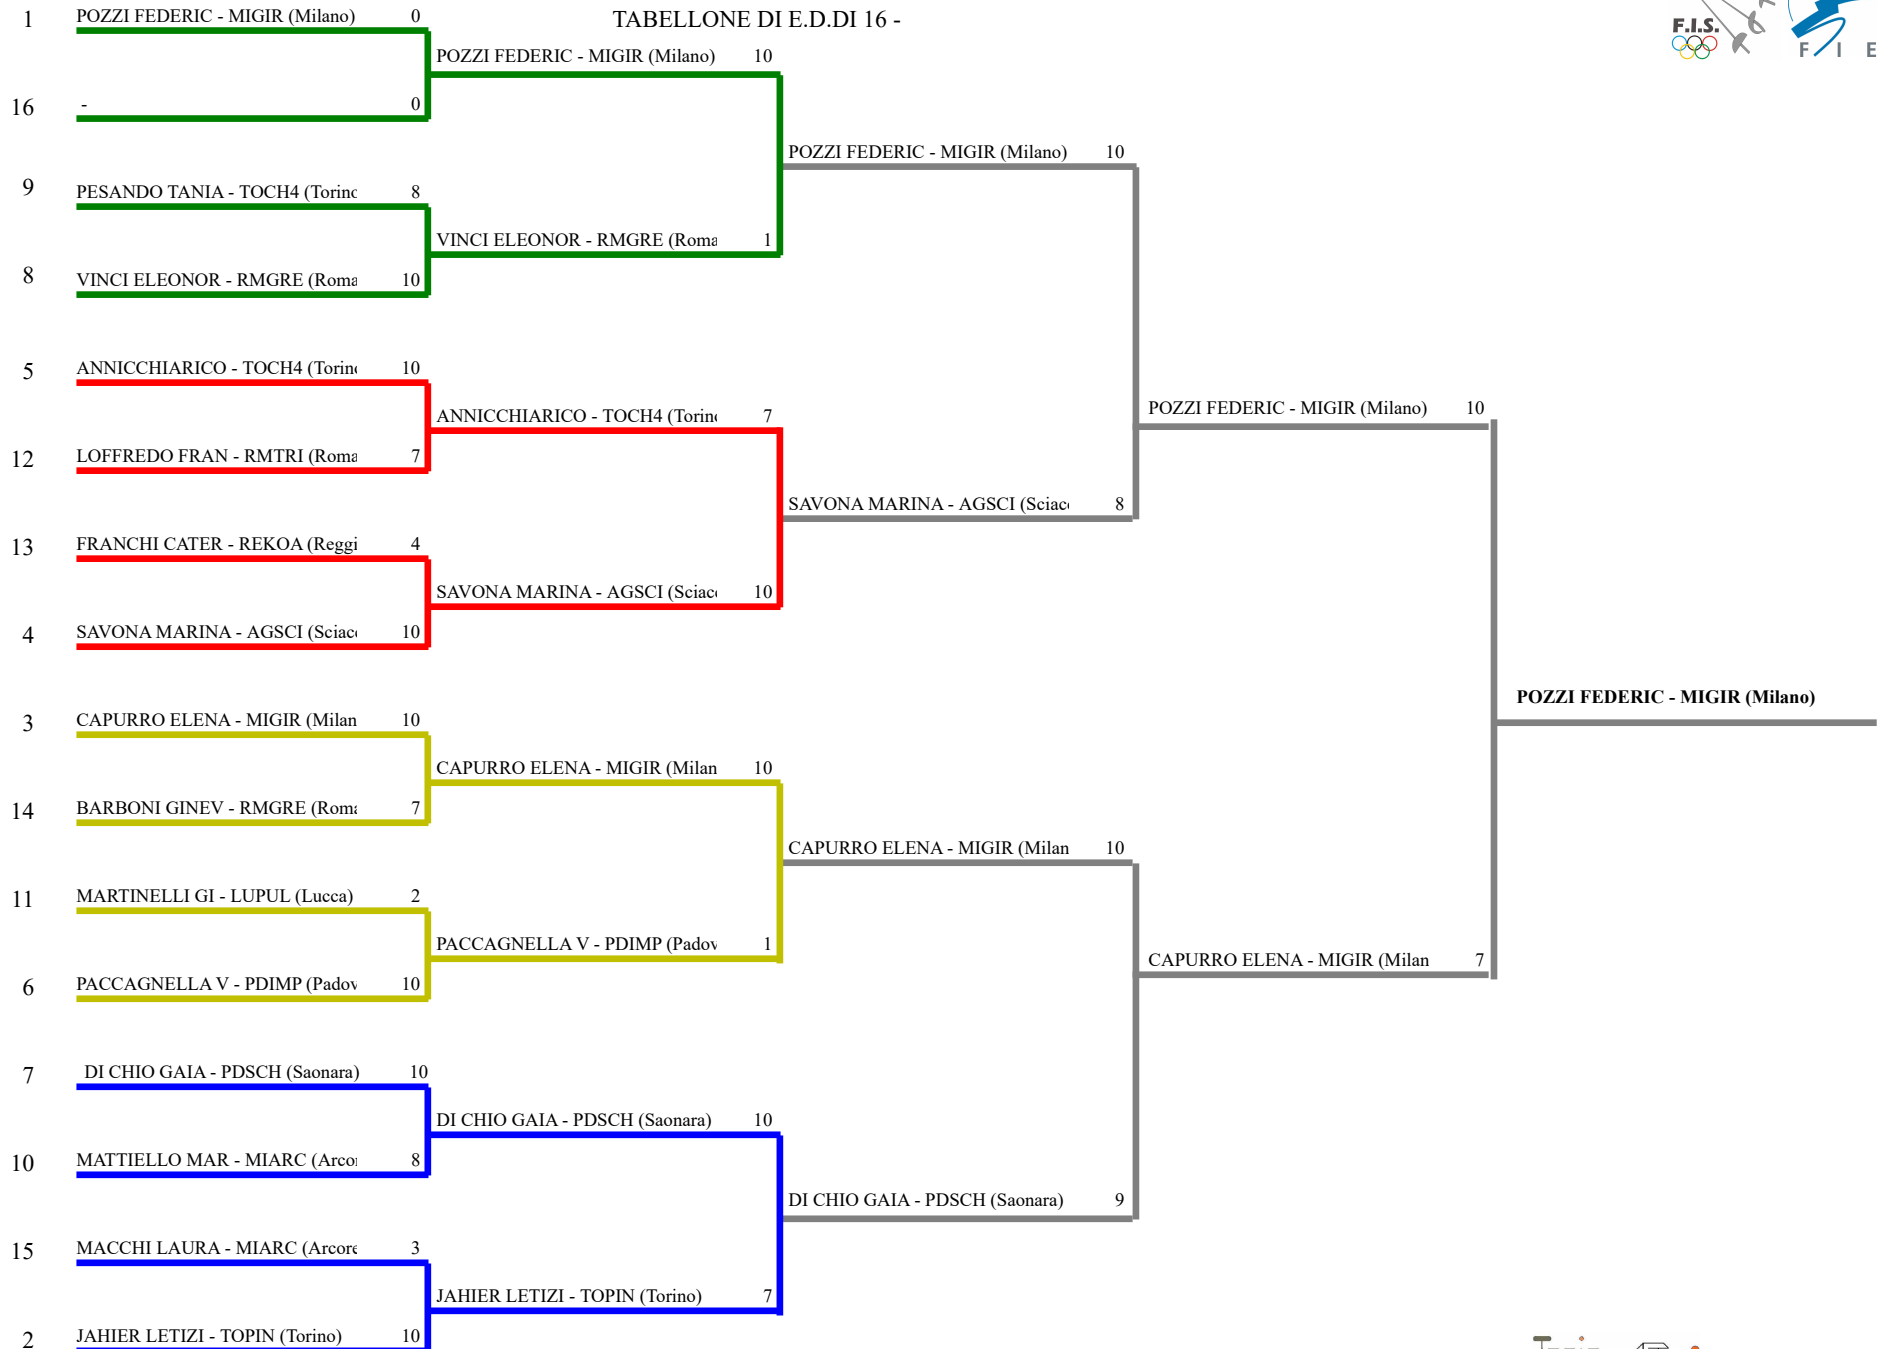 TABELLONE DI E.D.DI 16 -
F.I.S.
F I E
1 POZZI FEDERIC - MIGIR (Milano) 0
POZZI FEDERIC - MIGIR (Milano) 10
16 - 0
POZZI FEDERIC - MIGIR (Milano) 10
9 PESANDO TANIA - TOCH4 (Torino 8
VINCI ELEONOR - RMGRE (Roma 1
8 VINCI ELEONOR - RMGRE (Roma 10
5 ANNICCHIARICO - TOCH4 (Torino 10
POZZI FEDERIC - MIGIR (Milano) 10
ANNICCHIARICO - TOCH4 (Torino 7
12 LOFFREDO FRAN - RMTRI (Roma 7
SAVONA MARINA - AGSCI (Sciacc 8
13 FRANCHI CATER - REKOA (Reggi 4
SAVONA MARINA - AGSCI (Sciacc 10
4 SAVONA MARINA - AGSCI (Sciacc 10
POZZI FEDERIC - MIGIR (Milano)
3 CAPURRO ELENA - MIGIR (Milan 10
CAPURRO ELENA - MIGIR (Milan 10
14 BARBONI GINEV - RMGRE (Roma 7
CAPURRO ELENA - MIGIR (Milan 10
11 MARTINELLI GI - LUPUL (Lucca) 2
PACCAGNELLA V - PDIMP (Padov 1
CAPURRO ELENA - MIGIR (Milan 7
6 PACCAGNELLA V - PDIMP (Padov 10
7 DI CHIO GAIA - PDSCH (Saonara) 10
DI CHIO GAIA - PDSCH (Saonara) 10
10 MATTIELLO MAR - MIARC (Arcor 8
DI CHIO GAIA - PDSCH (Saonara) 9
15 MACCHI LAURA - MIARC (Arcore 3
JAHIER LETIZI - TOPIN (Torino) 7
2 JAHIER LETIZI - TOPIN (Torino) 10